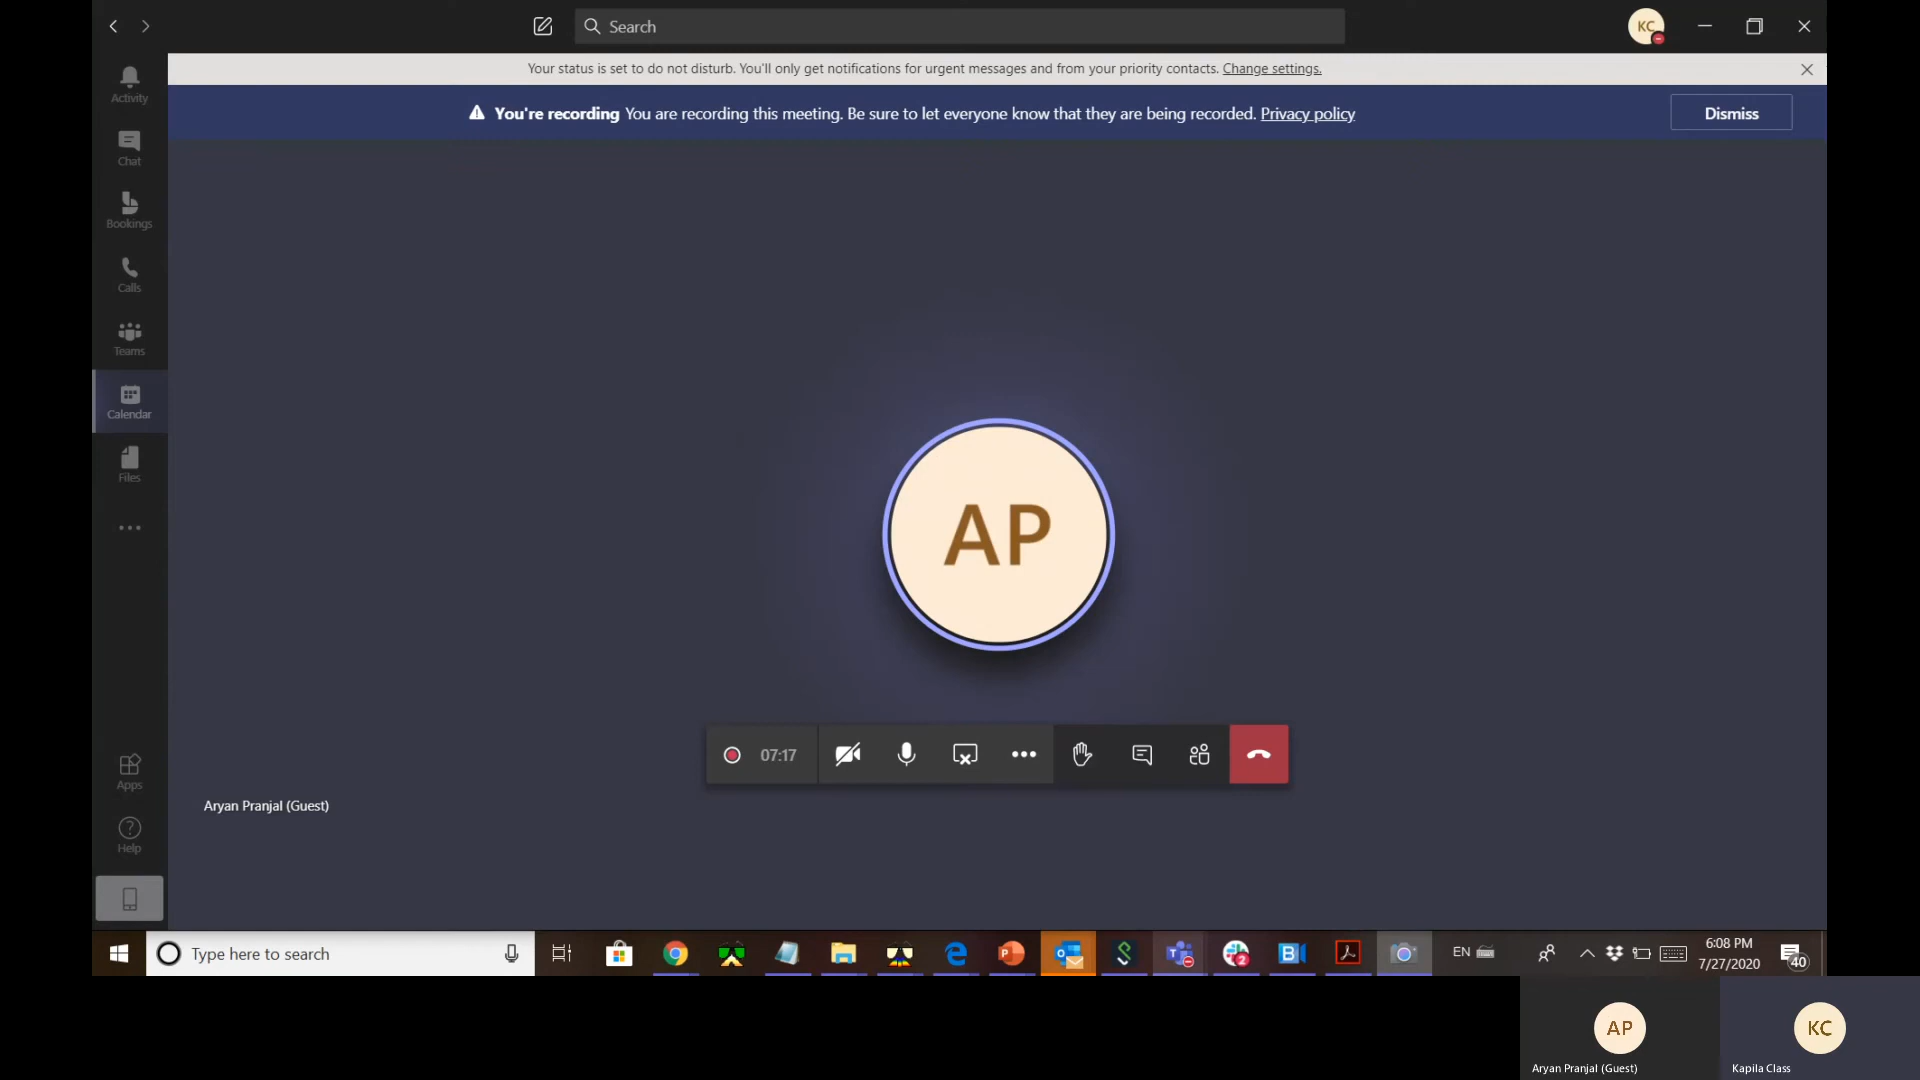 Search
KC
Your status is set to do not disturb. You'll only get notifications for urgent messages and from your priority contacts. Change settings.
You're recording You are recording this meeting. Be sure to let everyone know that they are being recorded. Privacy policy
Dismiss
Activity
Chat
Bookings
Calls
Teams
Calendar
Files
AP
07:17
Apps
Aryan Pranjal (Guest)
Help
Type here to search
EN
6:08 PM
7/27/2020
40
AP
KC
Aryan Pranjal (Guest)
Kapila Class